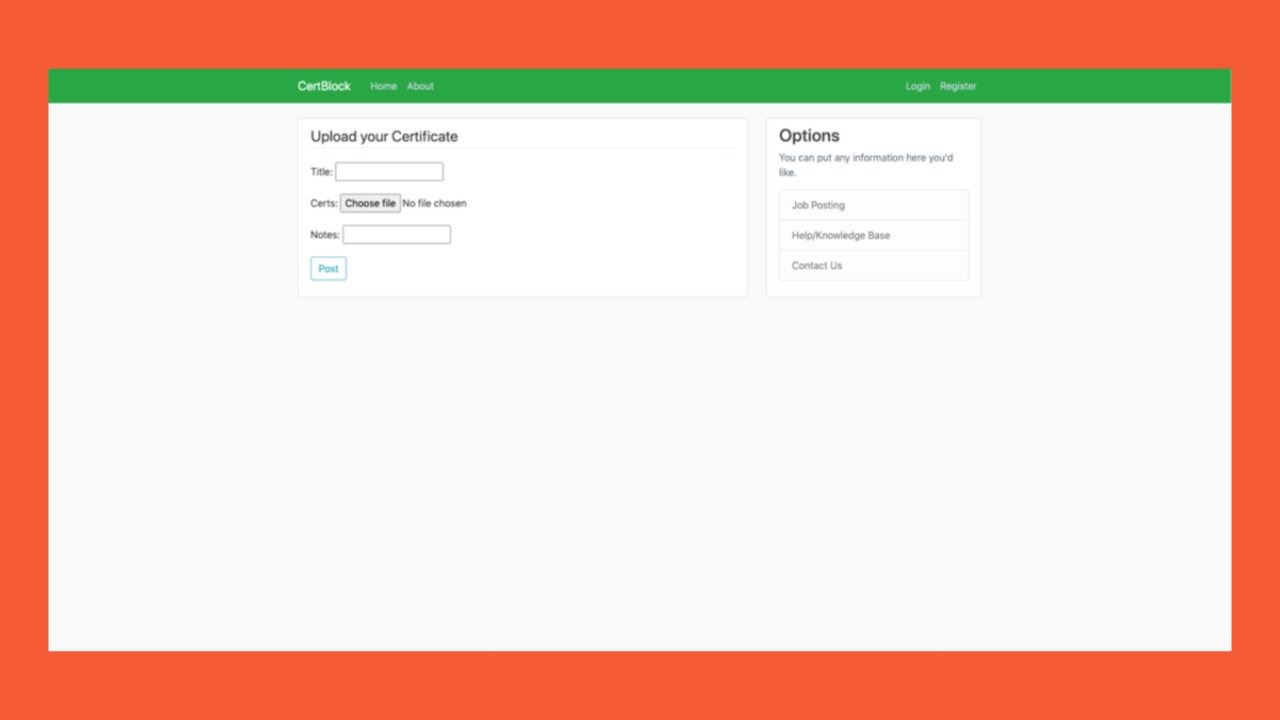 CertBlock Home About Login Register
Upload your Certificate
Title:
Certs: Choose file No file chosen
Notes:
Post
Options
You can put any information here you'd
like.
Job Posting
Help/Knowledge Base
Contact Us